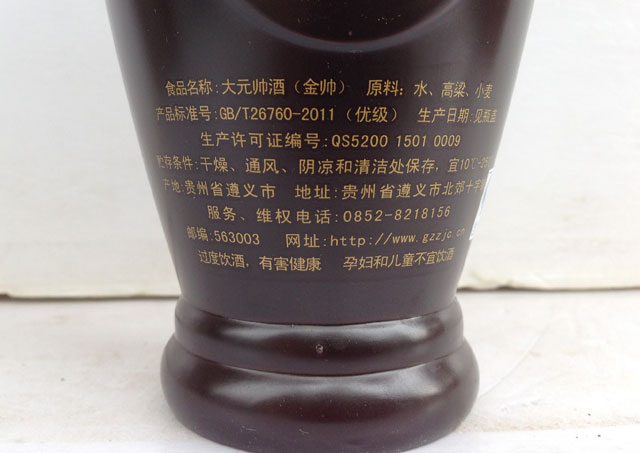 食品名称:大元帅酒（金帅） 原料：水、高粱、小麦
产品标准号:GB/T26760-2011（优级） 生产日期:见瓶盖
生产许可证编号:QS5200 1501 0009
贮存条件:干燥、通风、阴凉和清洁处保存,宜10℃-25
产地:贵州省遵义市 地址:贵州省遵义市北郊十字
服务、维权电话:0852-8218156
邮编:563003 网址:http://www.gzzjc.cn
过度饮酒,有害健康 孕妇和儿童不宜饮酒